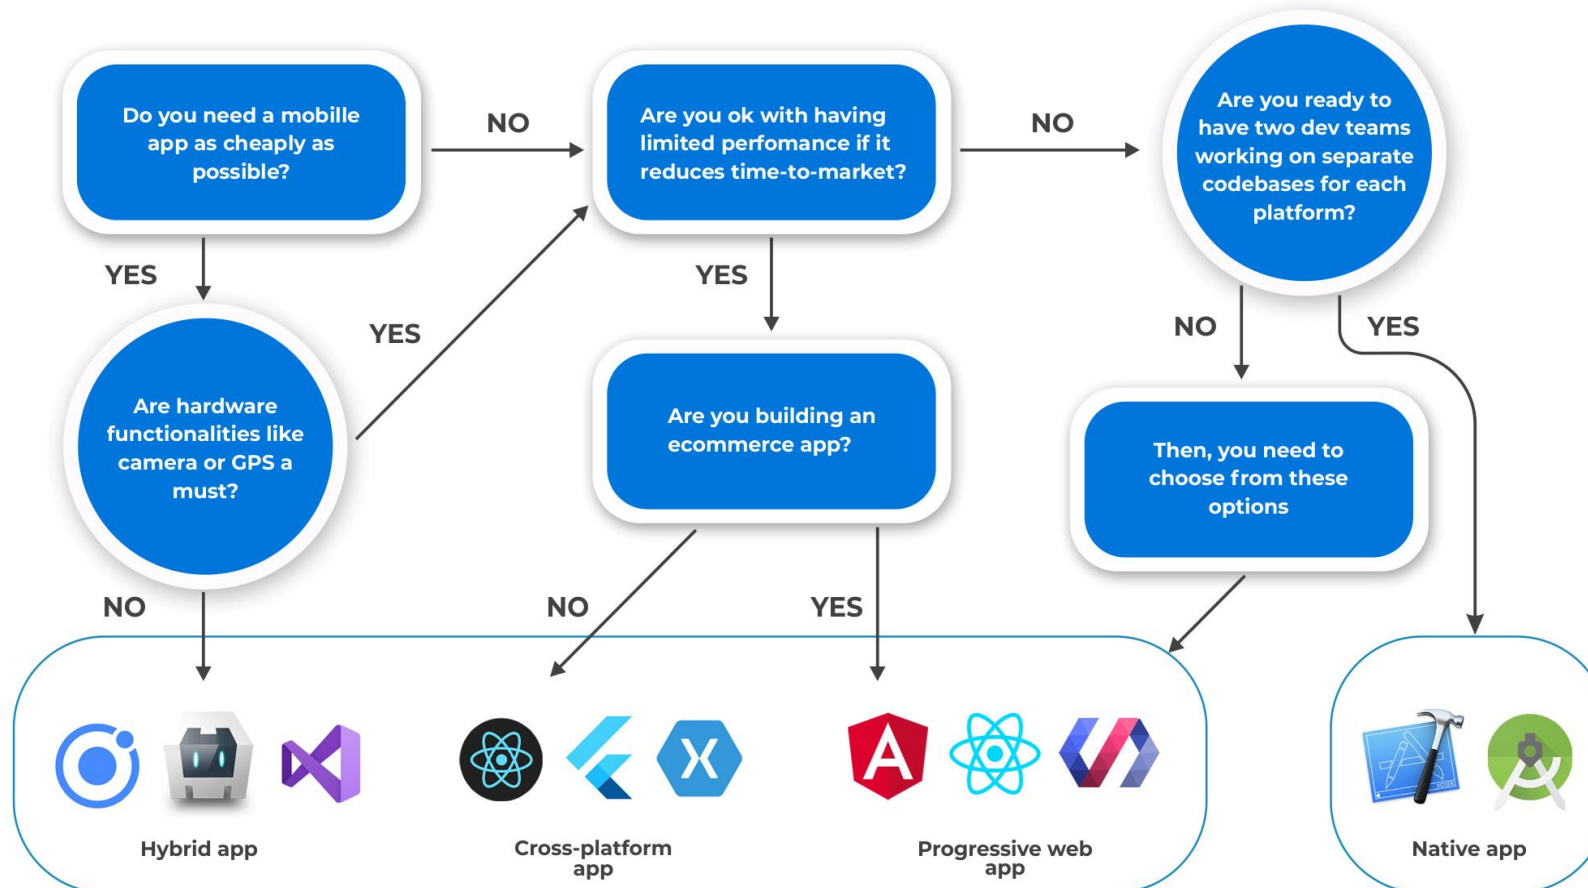 Do you need a mobille
app as cheaply as
possible?
NO
Are you ok with having
limited perfomance if it
reduces time-to-market?
NO
Are you ready to
have two dev teams
working on separate
codebases for each
platform?
YES
YES
YES
NO
YES
Are hardware
functionalities like
camera or GPS a
must?
Are you building an
ecommerce app?
Then, you need to
choose from these
options
NO
NO
YES
Hybrid app
Cross-platform
app
Progressive web
app
Native app